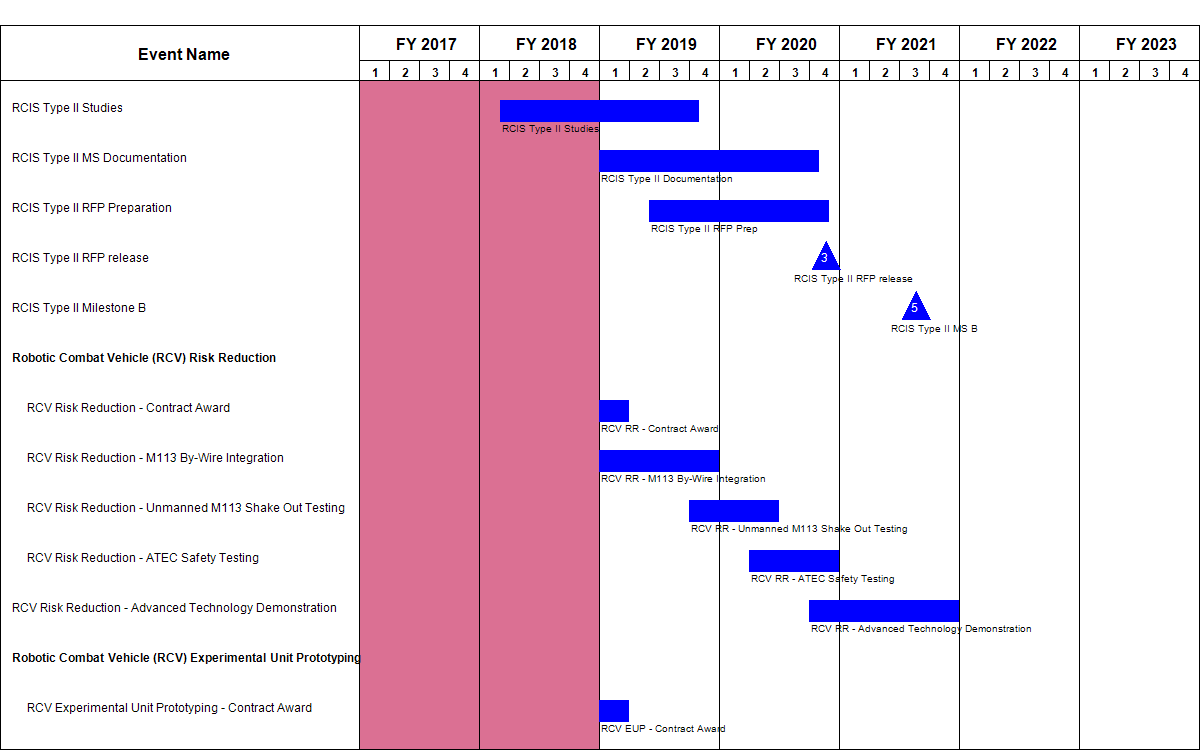 Event Name
FY 2017 FY 2018 FY 2019 FY 2020 FY 2021 FY 2022 FY 2023
1 2 3 4 1 2 3 4 1 2 3 4 1 2 3 4 1 2 3 4 1 2 3 4 1 2 3 4
RCIS Type II Studies
RCIS Type II Studies
RCIS Type II MS Documentation
RCIS Type II Documentation
RCIS Type II RFP Preparation
RCIS Type II RFP Prep
RCIS Type II RFP release
3
RCIS Type II RFP release
RCIS Type II Milestone B
5
RCIS Type II MS B
Robotic Combat Vehicle (RCV) Risk Reduction
RCV Risk Reduction - Contract Award
RCV RR - Contract Award
RCV Risk Reduction - M113 By-Wire Integration
RCV RR - M113 By-Wire Integration
RCV Risk Reduction - Unmanned M113 Shake Out Testing
RCV RR - Unmanned M113 Shake Out Testing
RCV Risk Reduction - ATEC Safety Testing
RCV RR - ATEC Safety Testing
RCV Risk Reduction - Advanced Technology Demonstration
RCV RR - Advanced Technology Demonstration
Robotic Combat Vehicle (RCV) Experimental Unit Prototyping
RCV Experimental Unit Prototyping - Contract Award
RCV EUP - Contract Award